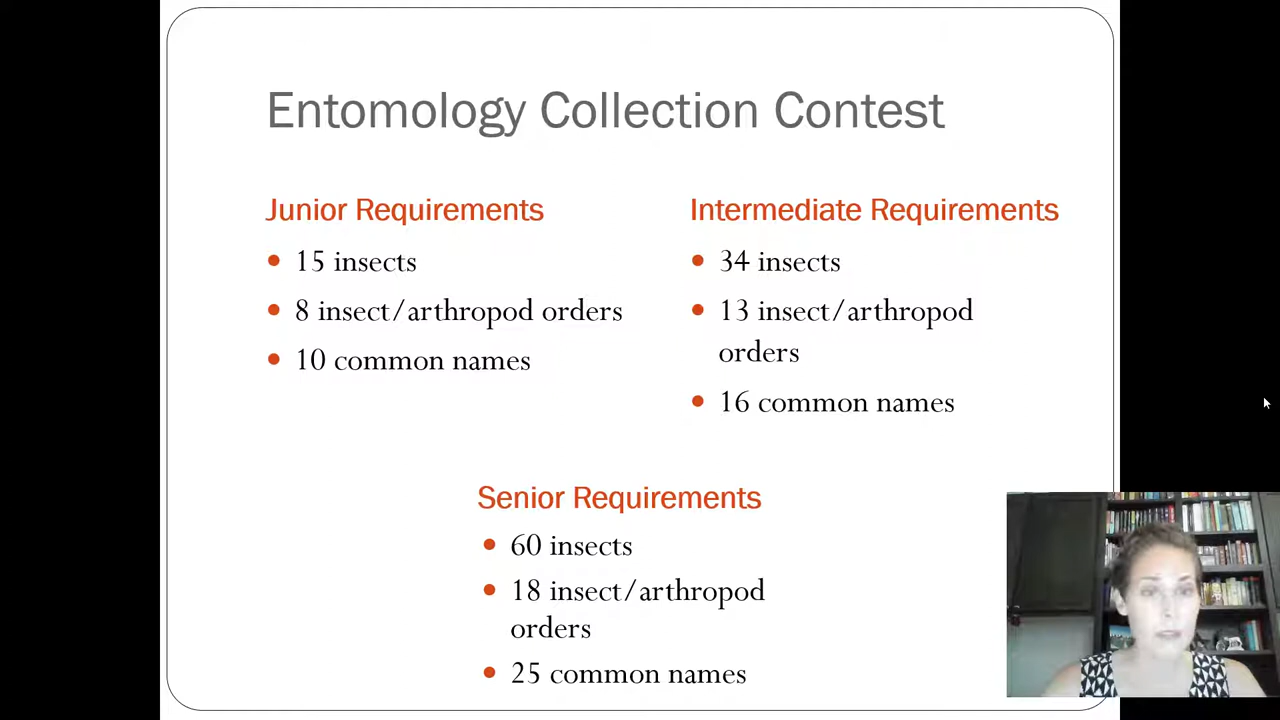 Entomology Collection Contest
Junior Requirements
15 insects
8 insect/arthropod orders
10 common names
Intermediate Requirements
34 insects
13 insect/arthropod
orders
16 common names
Senior Requirements
60 insects
18 insect/arthropod
orders
25 common names